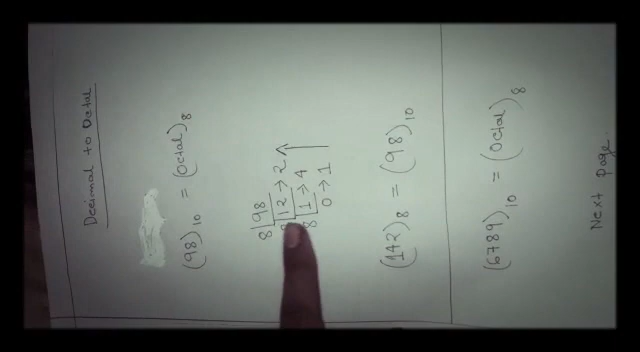 Decimal to Octal
(98)10 = (Octal)8
8 98
8 12 → 2
8 1 → 4
0 → 1
(142)8 = (98)10
(6789)10 = (Octal)8
Next Page.